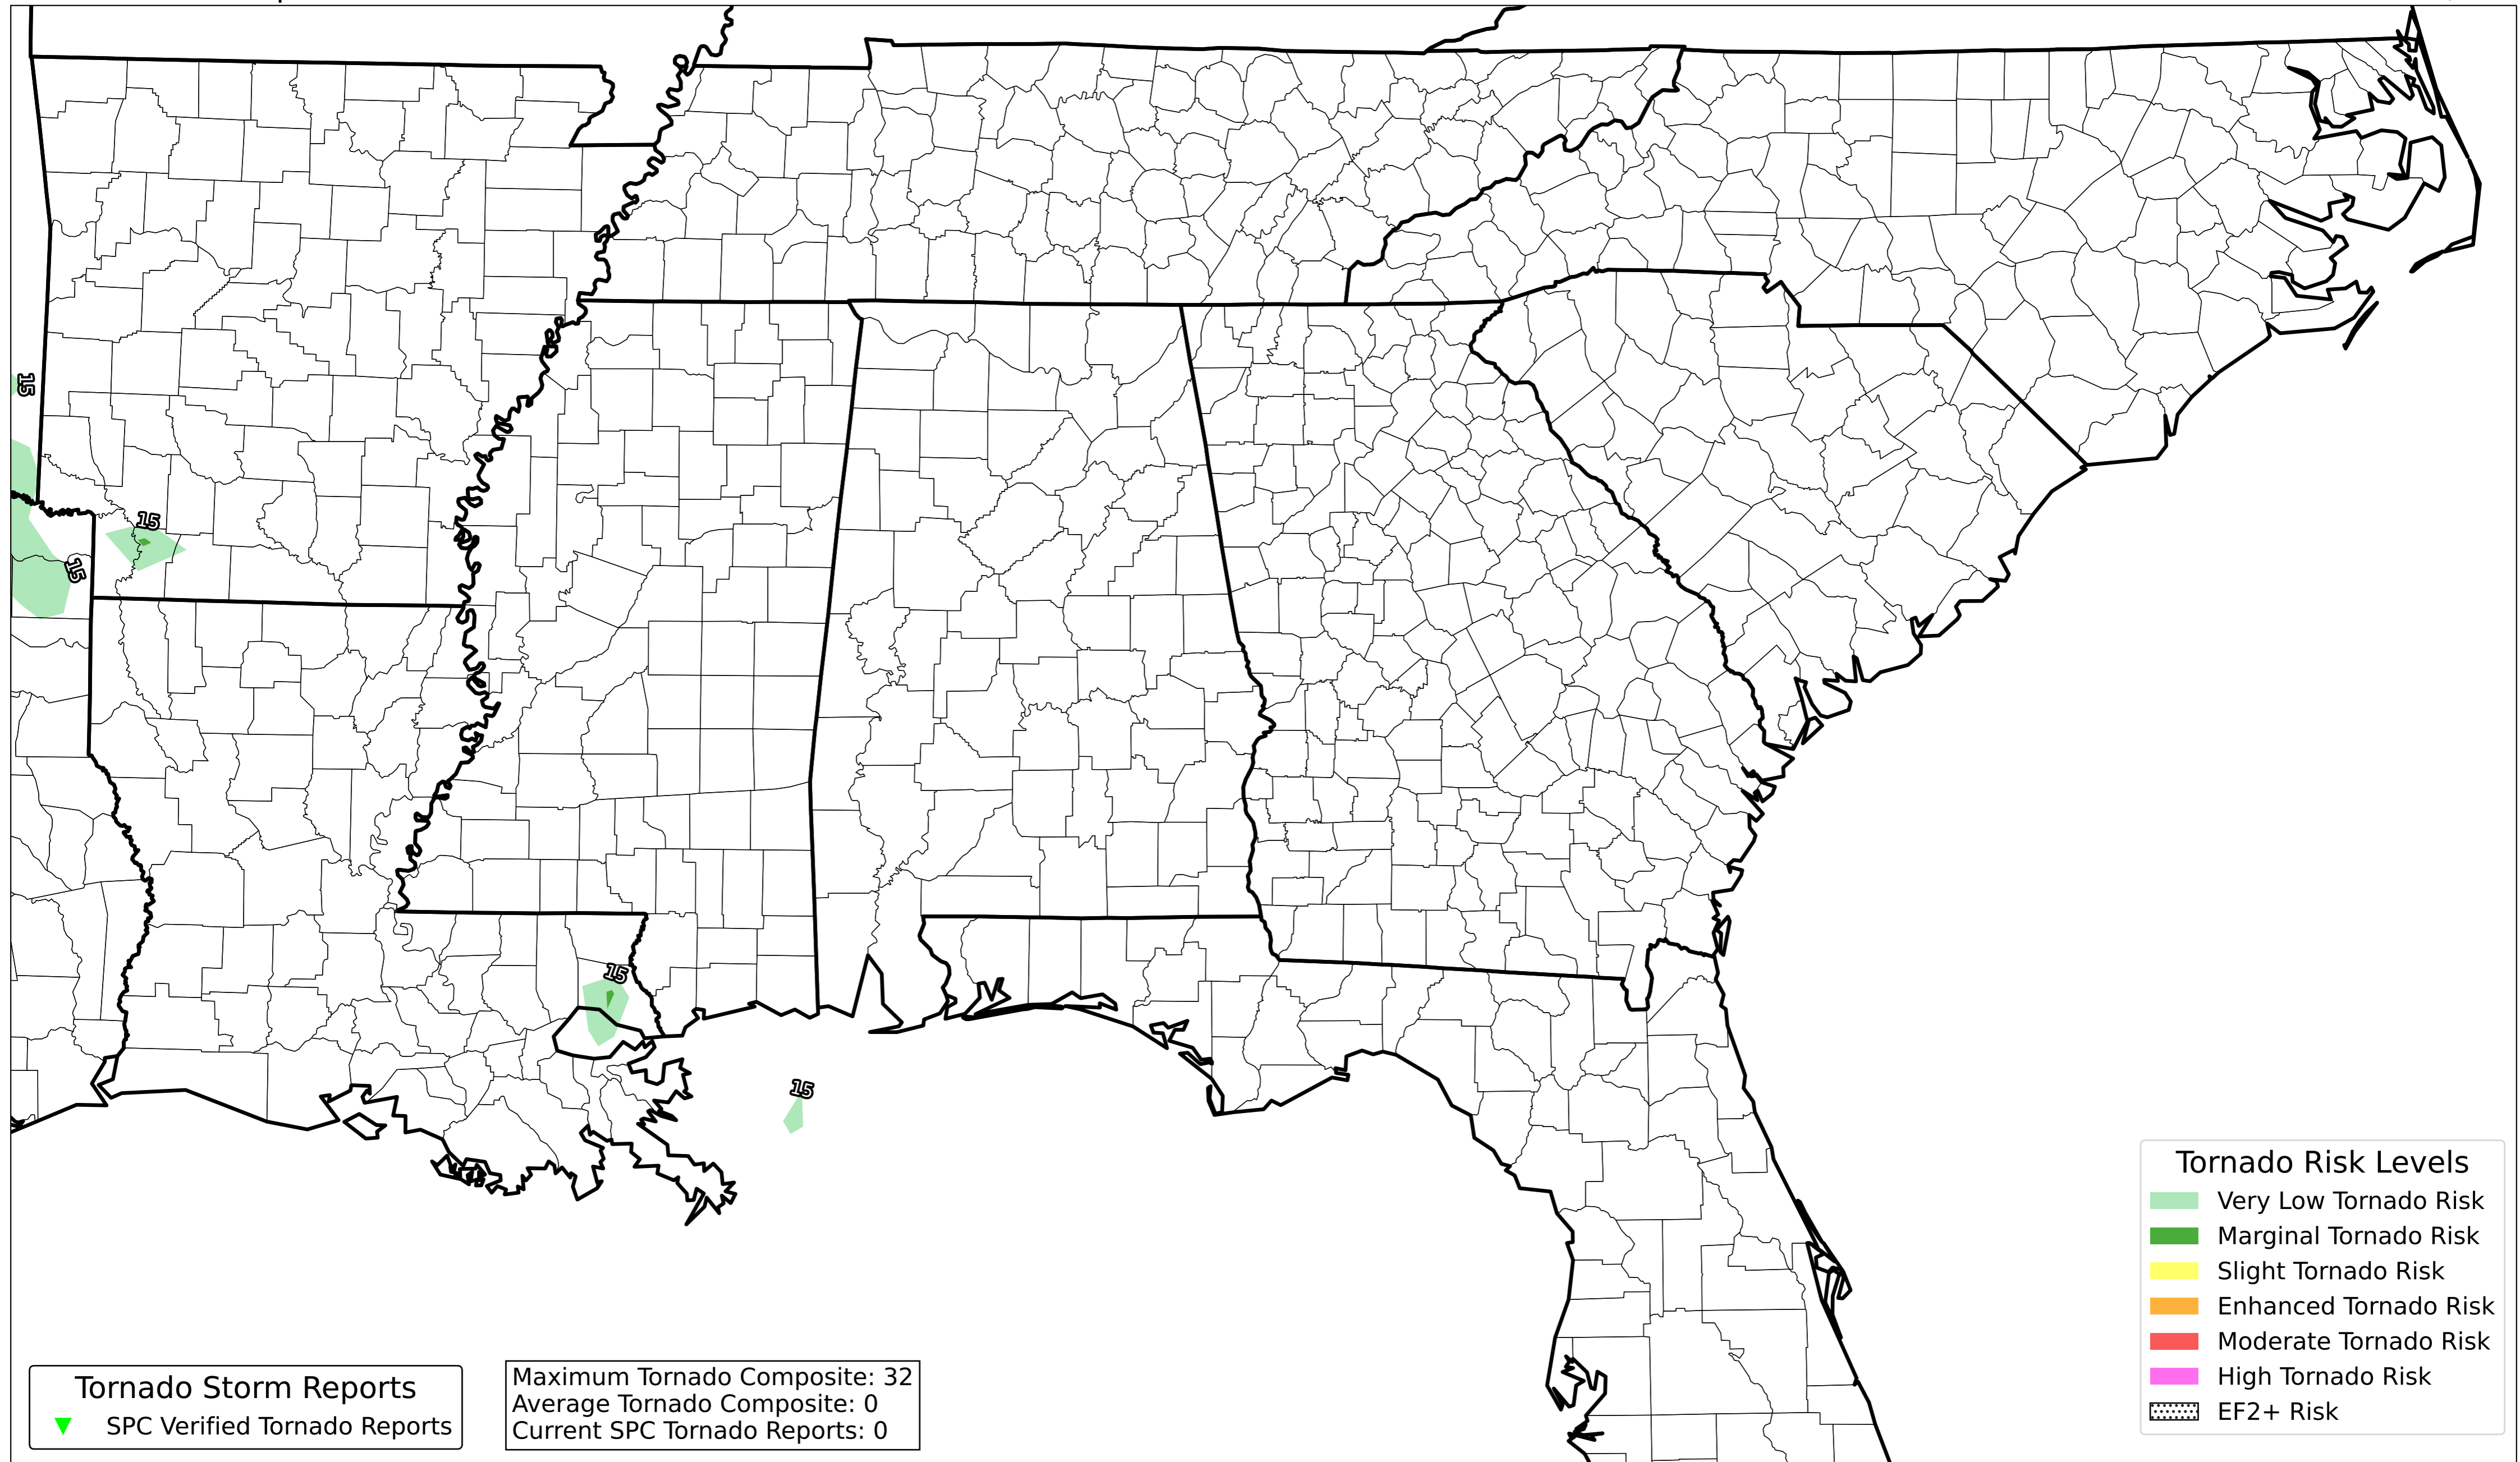 15
15
15
15
15
Tornado Risk Levels
Very Low Tornado Risk
Marginal Tornado Risk
Slight Tornado Risk
Enhanced Tornado Risk
Moderate Tornado Risk
High Tornado Risk
EF2+ Risk
Tornado Storm Reports
SPC Verified Tornado Reports
Maximum Tornado Composite: 32
Average Tornado Composite: 0
Current SPC Tornado Reports: 0